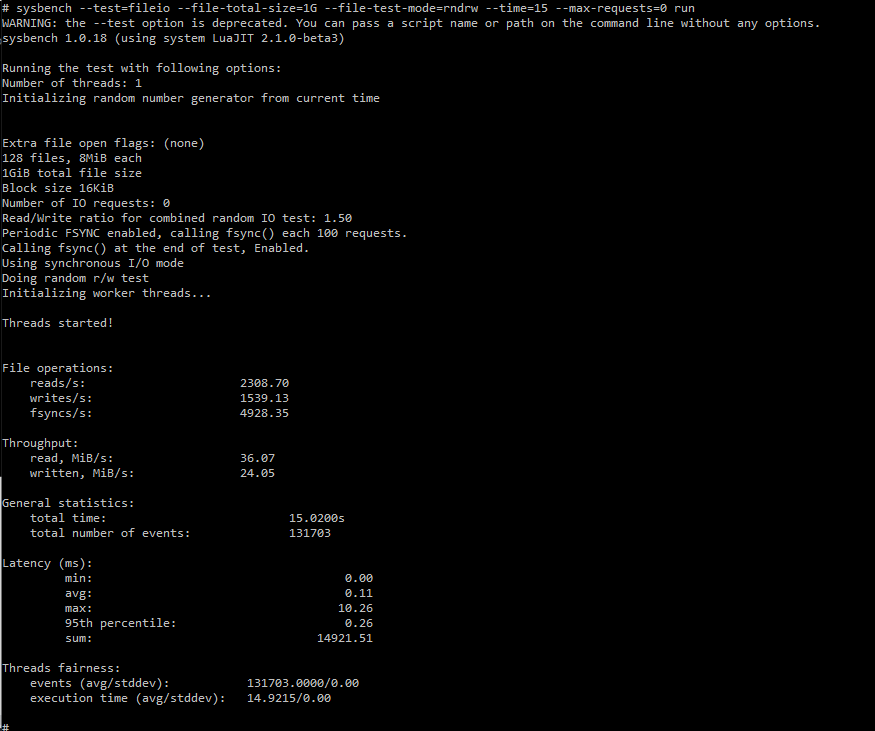 # sysbench --test=fileio --file-total-size=1G --file-test-mode=rndrw --time=15 --max-requests=0 run
WARNING: the --test option is deprecated. You can pass a script name or path on the command line without any options.
sysbench 1.0.18 (using system LuaJIT 2.1.0-beta3)
Running the test with following options:
Number of threads: 1
Initializing random number generator from current time
Extra file open flags: (none)
128 files, 8MiB each
1GiB total file size
Block size 16KiB
Number of IO requests: 0
Read/Write ratio for combined random IO test: 1.50
Periodic FSYNC enabled, calling fsync() each 100 requests.
Calling fsync() at the end of test, Enabled.
Using synchronous I/O mode
Doing random r/w test
Initializing worker threads...
Threads started!
File operations:
reads/s: 2308.70
writes/s: 1539.13
fsyncs/s: 4928.35
Throughput:
read, MiB/s: 36.07
written, MiB/s: 24.05
General statistics:
total time: 15.0200s
total number of events: 131703
Latency (ms):
min: 0.00
avg: 0.11
max: 10.26
95th percentile: 0.26
sum: 14921.51
Threads fairness:
events (avg/stddev): 131703.0000/0.00
execution time (avg/stddev): 14.9215/0.00
#